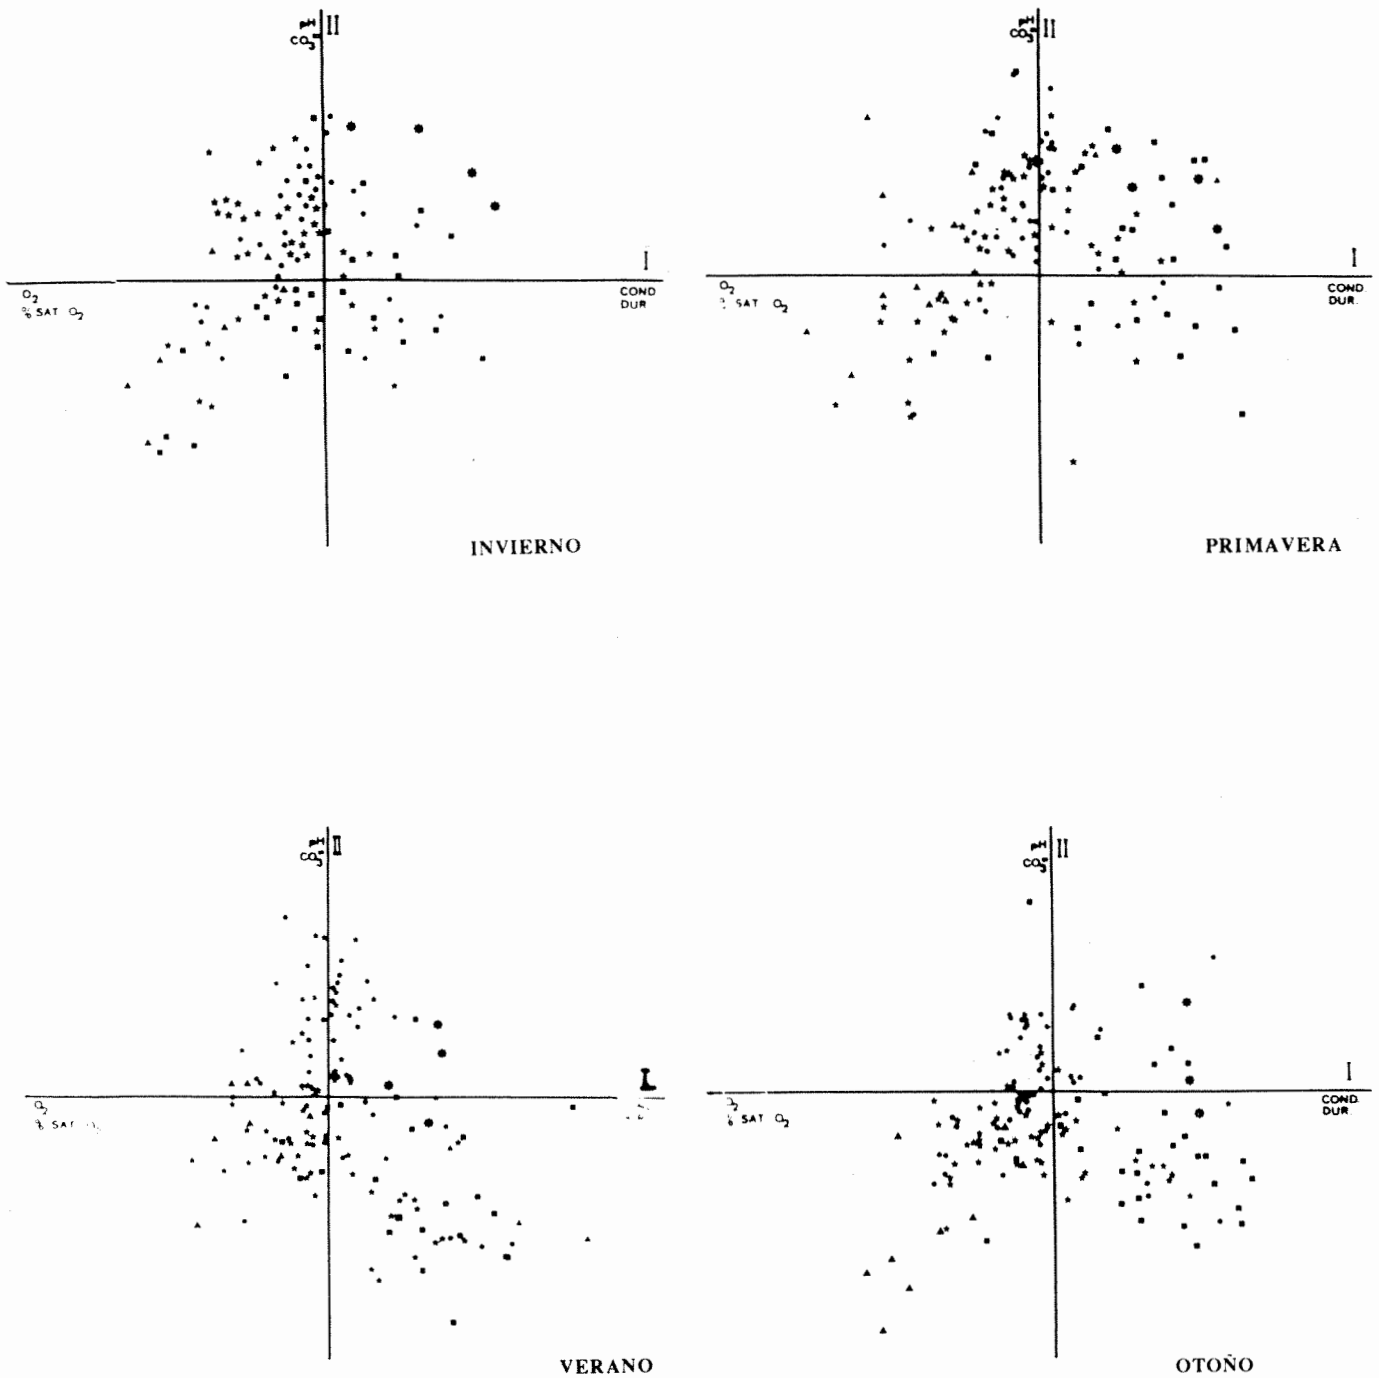 pH II
CO3=
I
O2
% SAT O2
COND
DUR
INVIERNO
pH II
CO3=
I
O2
% SAT O2
COND
DUR.
PRIMAVERA
pH II
CO3=
O2
% SAT
VERANO
pH II
CO3=
I
O2
% SAT O2
COND.
DUR.
OTOÑO